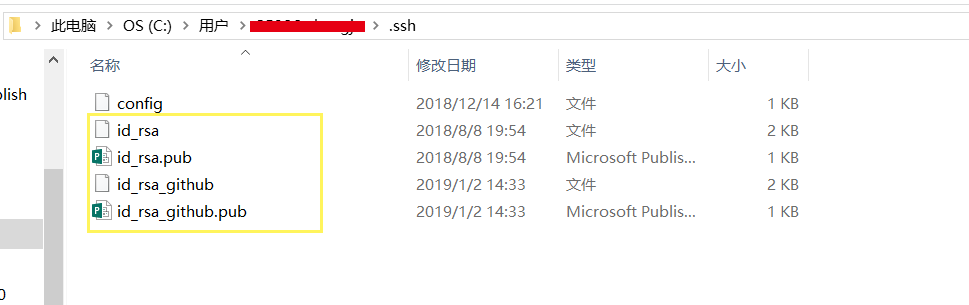 此电脑 OS (C:) 用户 .ssh
名称 修改日期 类型 大小
lish
config 2018/12/14 16:21 文件 1 KB
id_rsa 2018/8/8 19:54 文件 2 KB
id_rsa.pub 2018/8/8 19:54 Microsoft Publis... 1 KB
id_rsa_github 2019/1/2 14:33 文件 2 KB
id_rsa_github.pub 2019/1/2 14:33 Microsoft Publis... 1 KB
0